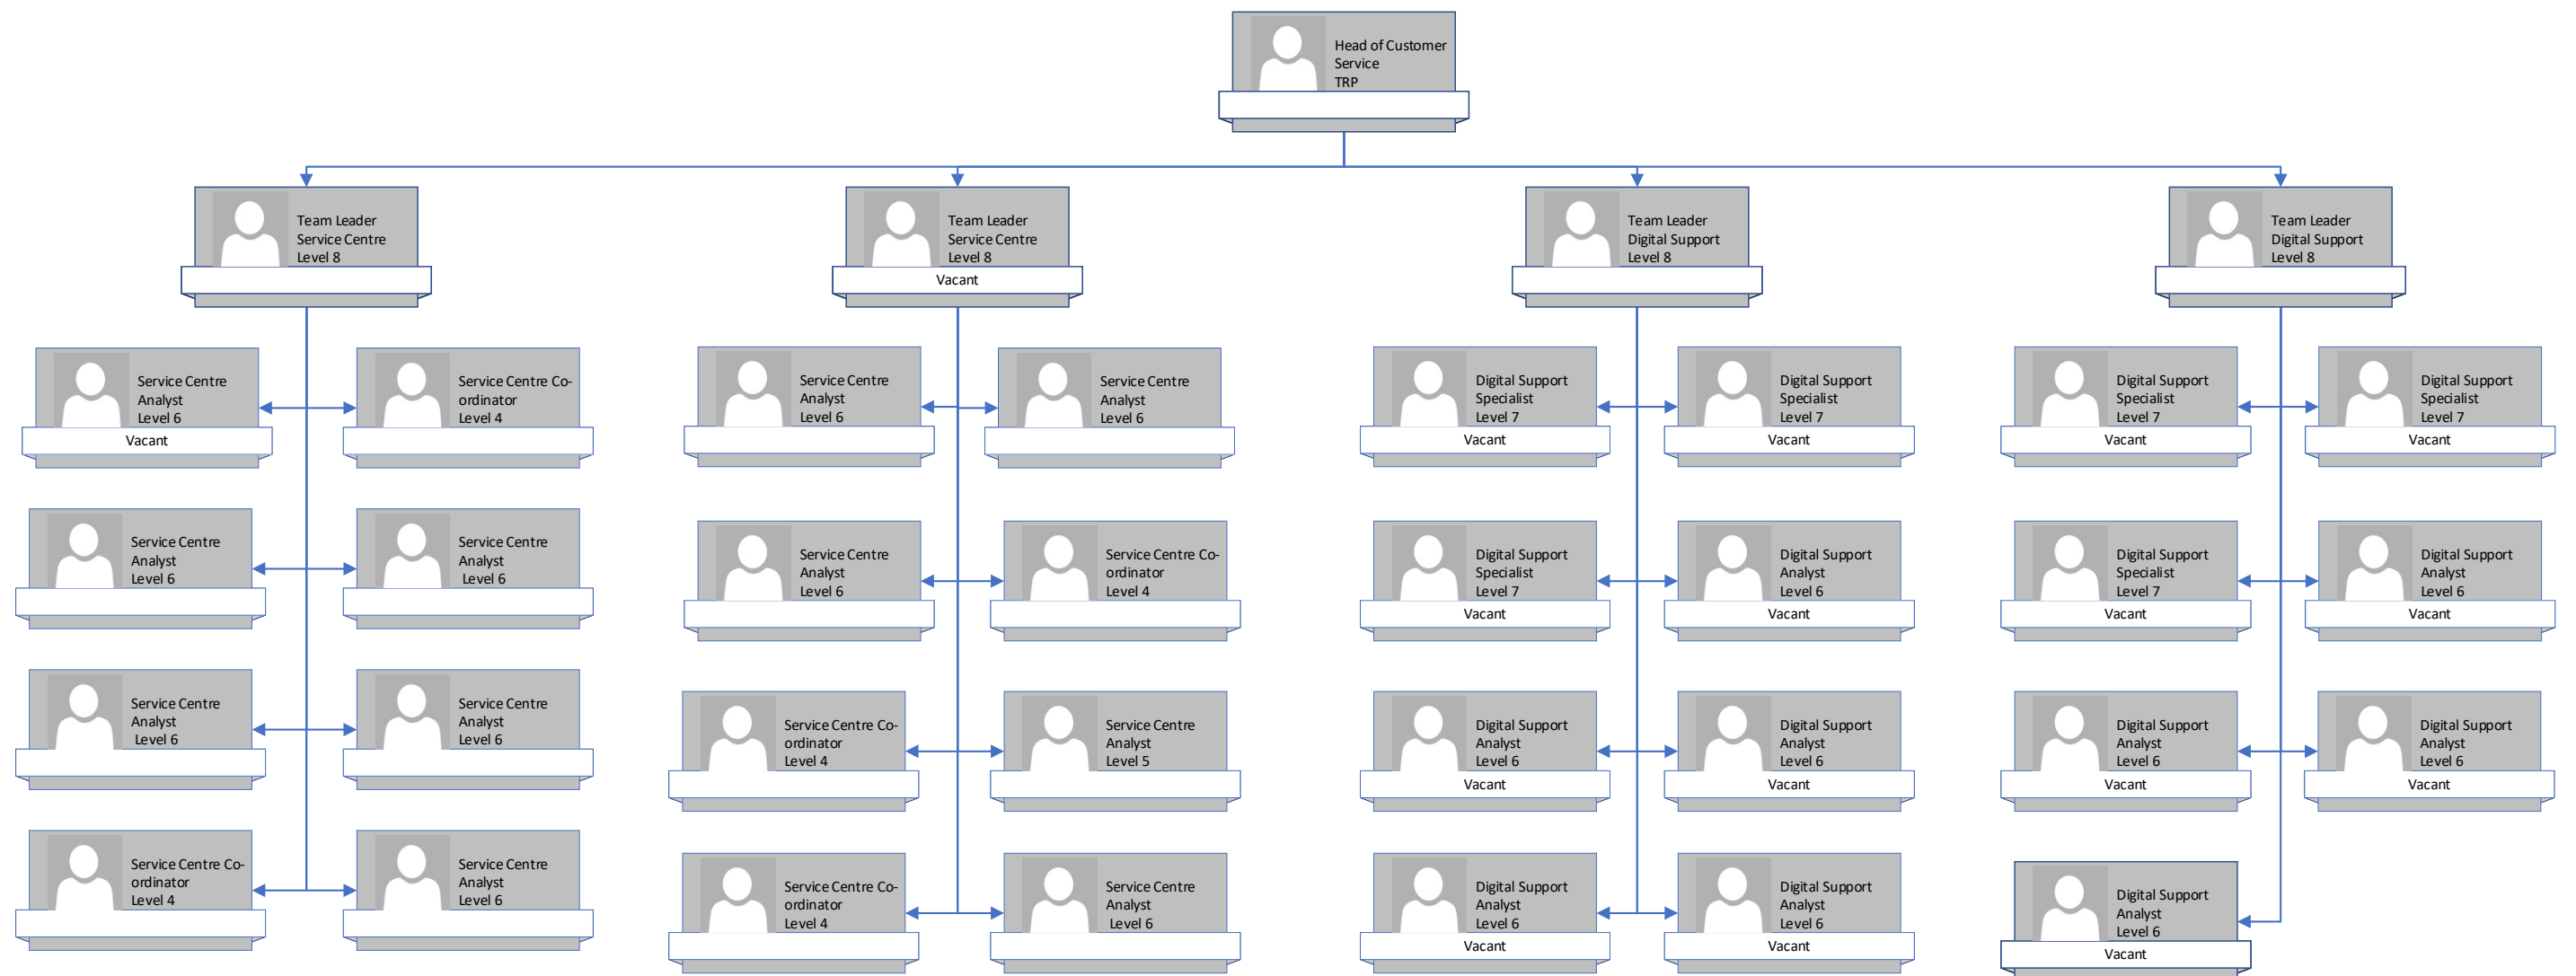 Head of Customer
Service
TRP
Team Leader
Service Centre
Level 8
Team Leader
Service Centre
Level 8
Vacant
Team Leader
Digital Support
Level 8
Team Leader
Digital Support
Level 8
Service Centre
Analyst
Level 6
Vacant
Service Centre Co-
ordinator
Level 4
Service Centre
Analyst
Level 6
Service Centre
Analyst
Level 6
Service Centre
Analyst
Level 6
Service Centre
Analyst
Level 6
Service Centre Co-
ordinator
Level 4
Service Centre
Analyst
Level 6
Service Centre
Analyst
Level 6
Service Centre
Analyst
Level 6
Service Centre
Analyst
Level 6
Service Centre Co-
ordinator
Level 4
Service Centre Co-
ordinator
Level 4
Service Centre
Analyst
Level 5
Service Centre Co-
ordinator
Level 4
Service Centre
Analyst
Level 6
Digital Support
Specialist
Level 7
Vacant
Digital Support
Specialist
Level 7
Vacant
Digital Support
Specialist
Level 7
Vacant
Digital Support
Analyst
Level 6
Vacant
Digital Support
Analyst
Level 6
Vacant
Digital Support
Analyst
Level 6
Vacant
Digital Support
Analyst
Level 6
Vacant
Digital Support
Analyst
Level 6
Vacant
Digital Support
Specialist
Level 7
Vacant
Digital Support
Specialist
Level 7
Vacant
Digital Support
Specialist
Level 7
Vacant
Digital Support
Analyst
Level 6
Vacant
Digital Support
Analyst
Level 6
Vacant
Digital Support
Analyst
Level 6
Vacant
Digital Support
Analyst
Level 6
Vacant